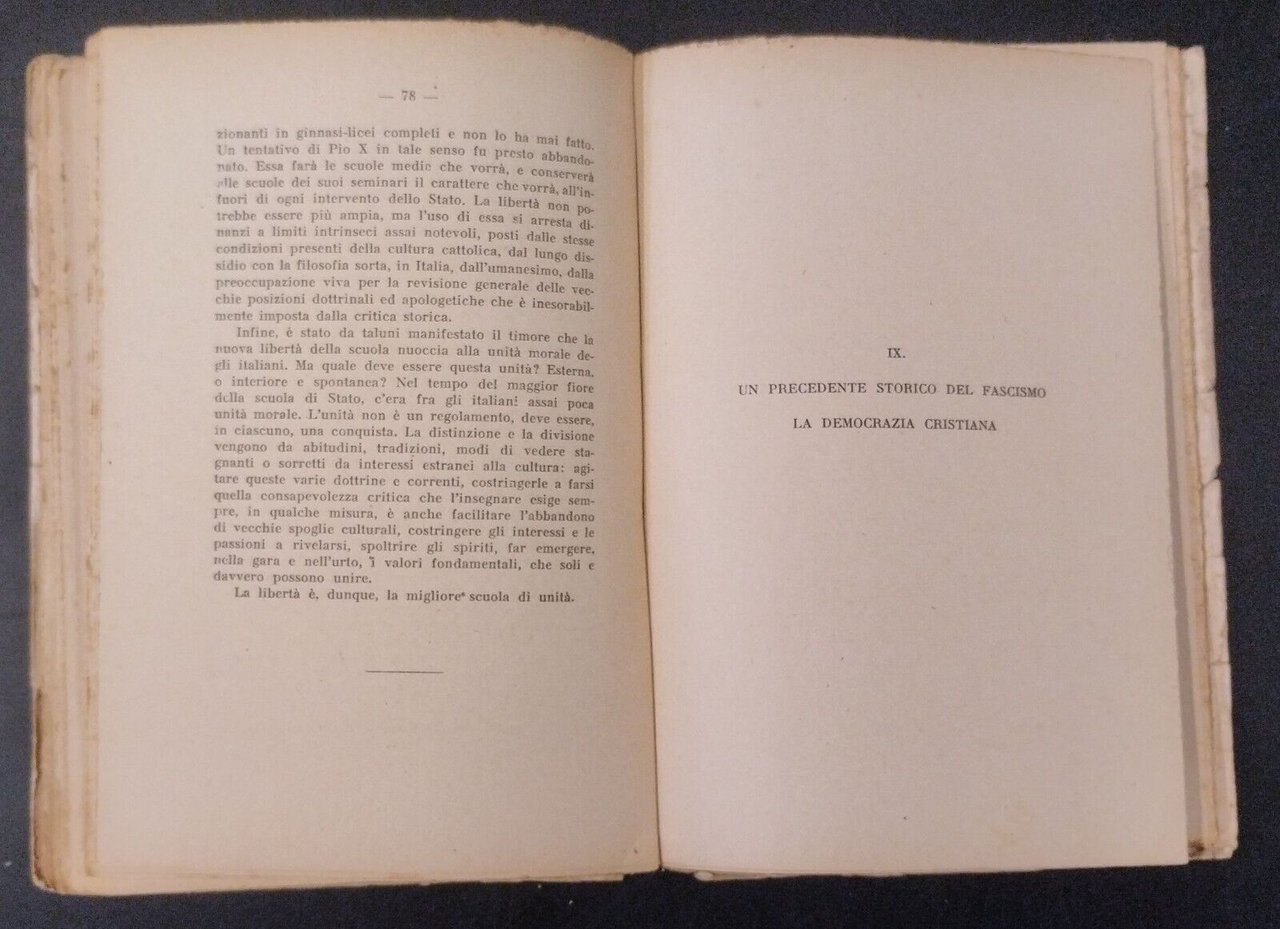 — 78 —
zionanti in ginnasi-licei completi e non lo ha mai fatto.
Un tentativo di Pio X in tale senso fu presto abbando-
nato. Essa farà le scuole medie che vorrà, e conserverà
alle scuole dei suoi seminari il carattere che vorrà, all'in-
fuori di ogni intervento dello Stato. La libertà non po-
trebbe essere più ampia, ma l'uso di essa si arresta di-
nanzi a limiti intrinseci assai notevoli, posti dalle stesse
condizioni presenti della cultura cattolica, dal lungo dis-
sidio con la filosofia sorta, in Italia, dall'umanesimo, dalla
preoccupazione viva per la revisione generale delle vec-
chie posizioni dottrinali ed apologetiche che è inesorabil-
mente imposta dalla critica storica.
Infine, è stato da taluni manifestato il timore che la
nuova libertà della scuola nuoccia alla unità morale de-
gli italiani. Ma quale deve essere questa unità? Esterna,
o interiore e spontanea? Nel tempo del maggior fiore
della scuola di Stato, c'era fra gli italiani assai poca
unità morale. L'unità non è un regolamento, deve essere,
in ciascuno, una conquista. La distinzione e la divisione
vengono da abitudini, tradizioni, modi di vedere sta-
gnanti o sorretti da interessi estranei alla cultura: agi-
tare queste varie dottrine e correnti, costringerle a farsi
quella consapevolezza critica che l'insegnare esige sem-
pre, in qualche misura, è anche facilitare l'abbandono
di vecchie spoglie culturali, costringere gli interessi e le
passioni a rivelarsi, spoltrire gli spiriti, far emergere,
nella gara e nell'urto, i valori fondamentali, che soli e
davvero possono unire.
La libertà è, dunque, la migliore scuola di unità.
IX.
UN PRECEDENTE STORICO DEL FASCISMO
LA DEMOCRAZIA CRISTIANA